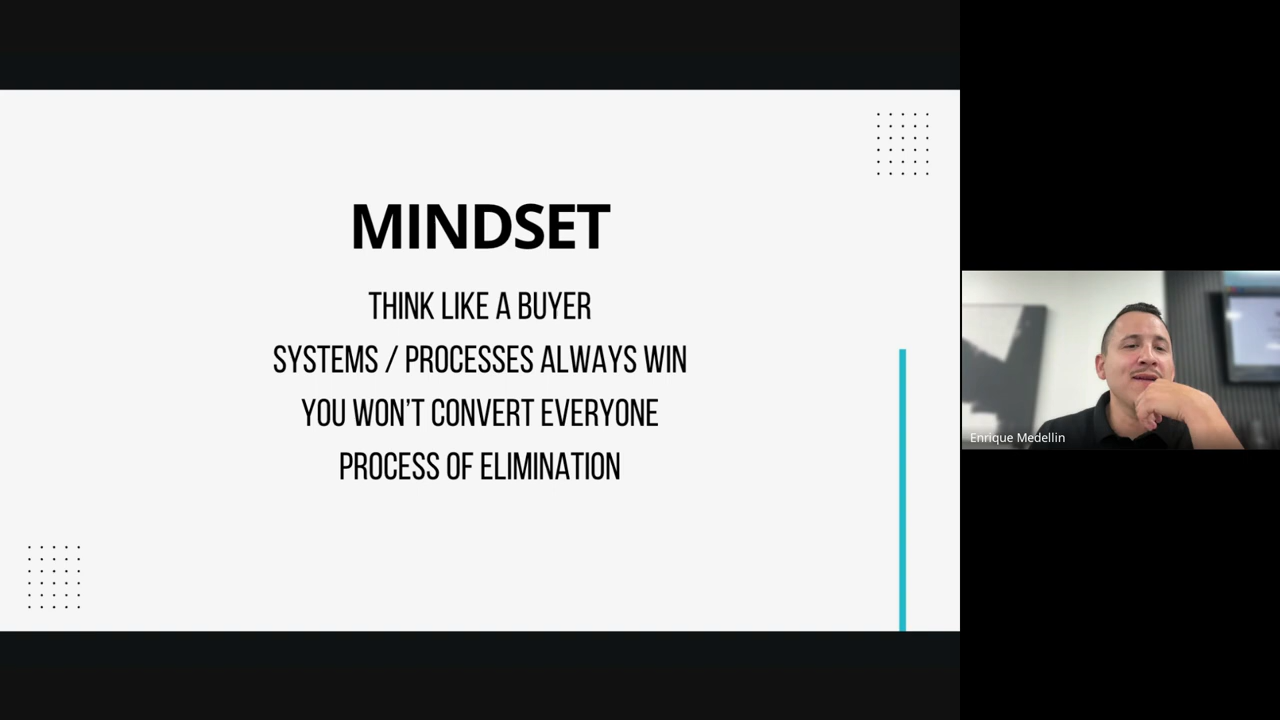 MINDSET
THINK LIKE A BUYER
SYSTEMS / PROCESSES ALWAYS WIN
YOU WON'T CONVERT EVERYONE
PROCESS OF ELIMINATION
Enrique Medellin